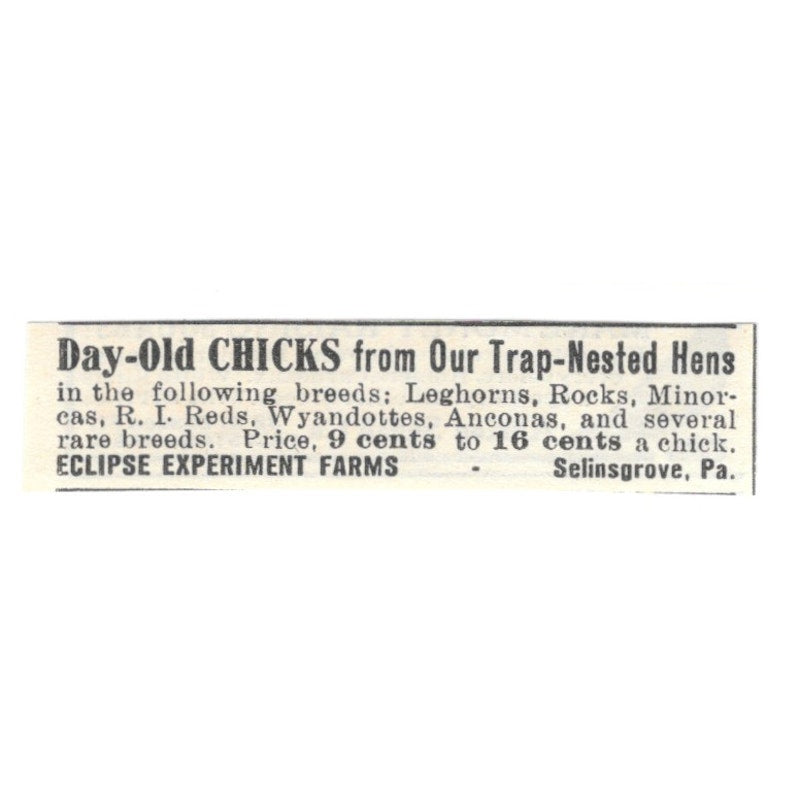 Day-Old CHICKS from Our Trap-Nested Hens
in the following breeds: Leghorns, Rocks, Minor-
cas, R. I. Reds, Wyandottes, Anconas, and several
rare breeds. Price, 9 cents to 16 cents a chick.
ECLIPSE EXPERIMENT FARMS - Selinsgrove, Pa.